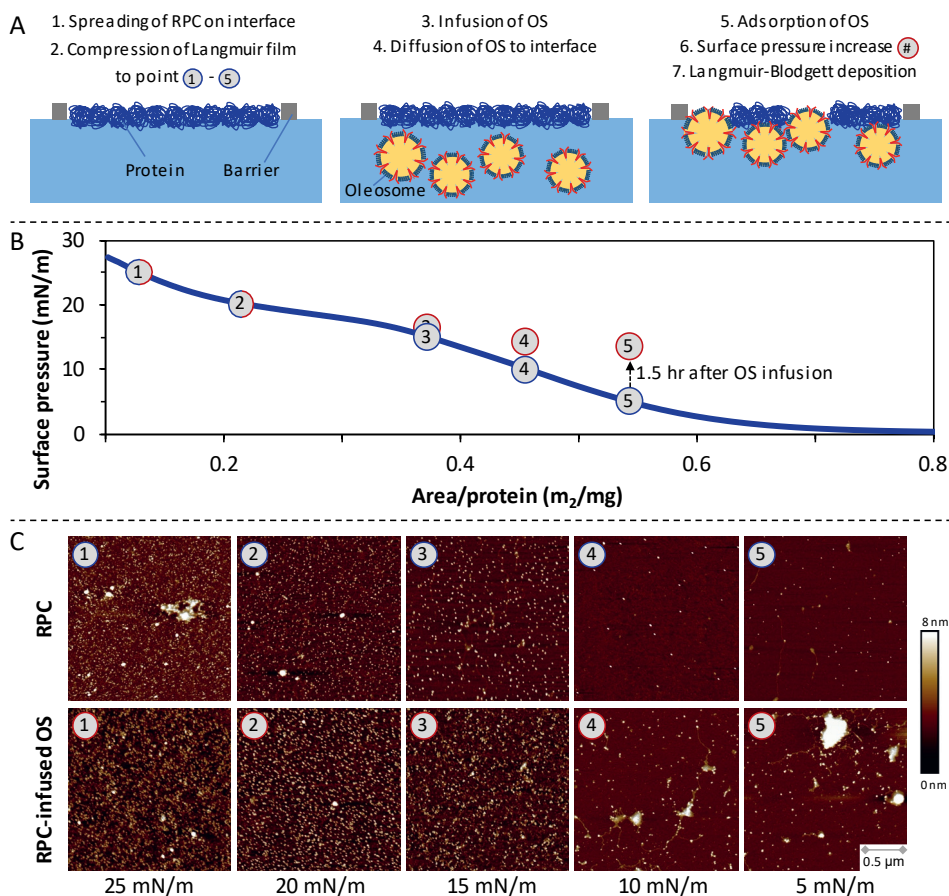 A
1. Spreading of RPC on interface
2. Compression of Langmuir film
to point 1 - 5
3. Infusion of OS
4. Diffusion of OS to interface
5. Adsorption of OS
6. Surface pressure increase #
7. Langmuir-Blodgett deposition
Protein
Barrier
Oleosome
B
Surface pressure (mN/m)
30
20
10
0
1
2
3
3
4
4
5
5
1.5 hr after OS infusion
0.2
0.4
0.6
0.8
Area/protein (m2/mg)
C
RPC
1
2
3
4
5
RPC-infused OS
1
2
3
4
5
8 nm
0 nm
0.5 µm
25 mN/m
20 mN/m
15 mN/m
10 mN/m
5 mN/m